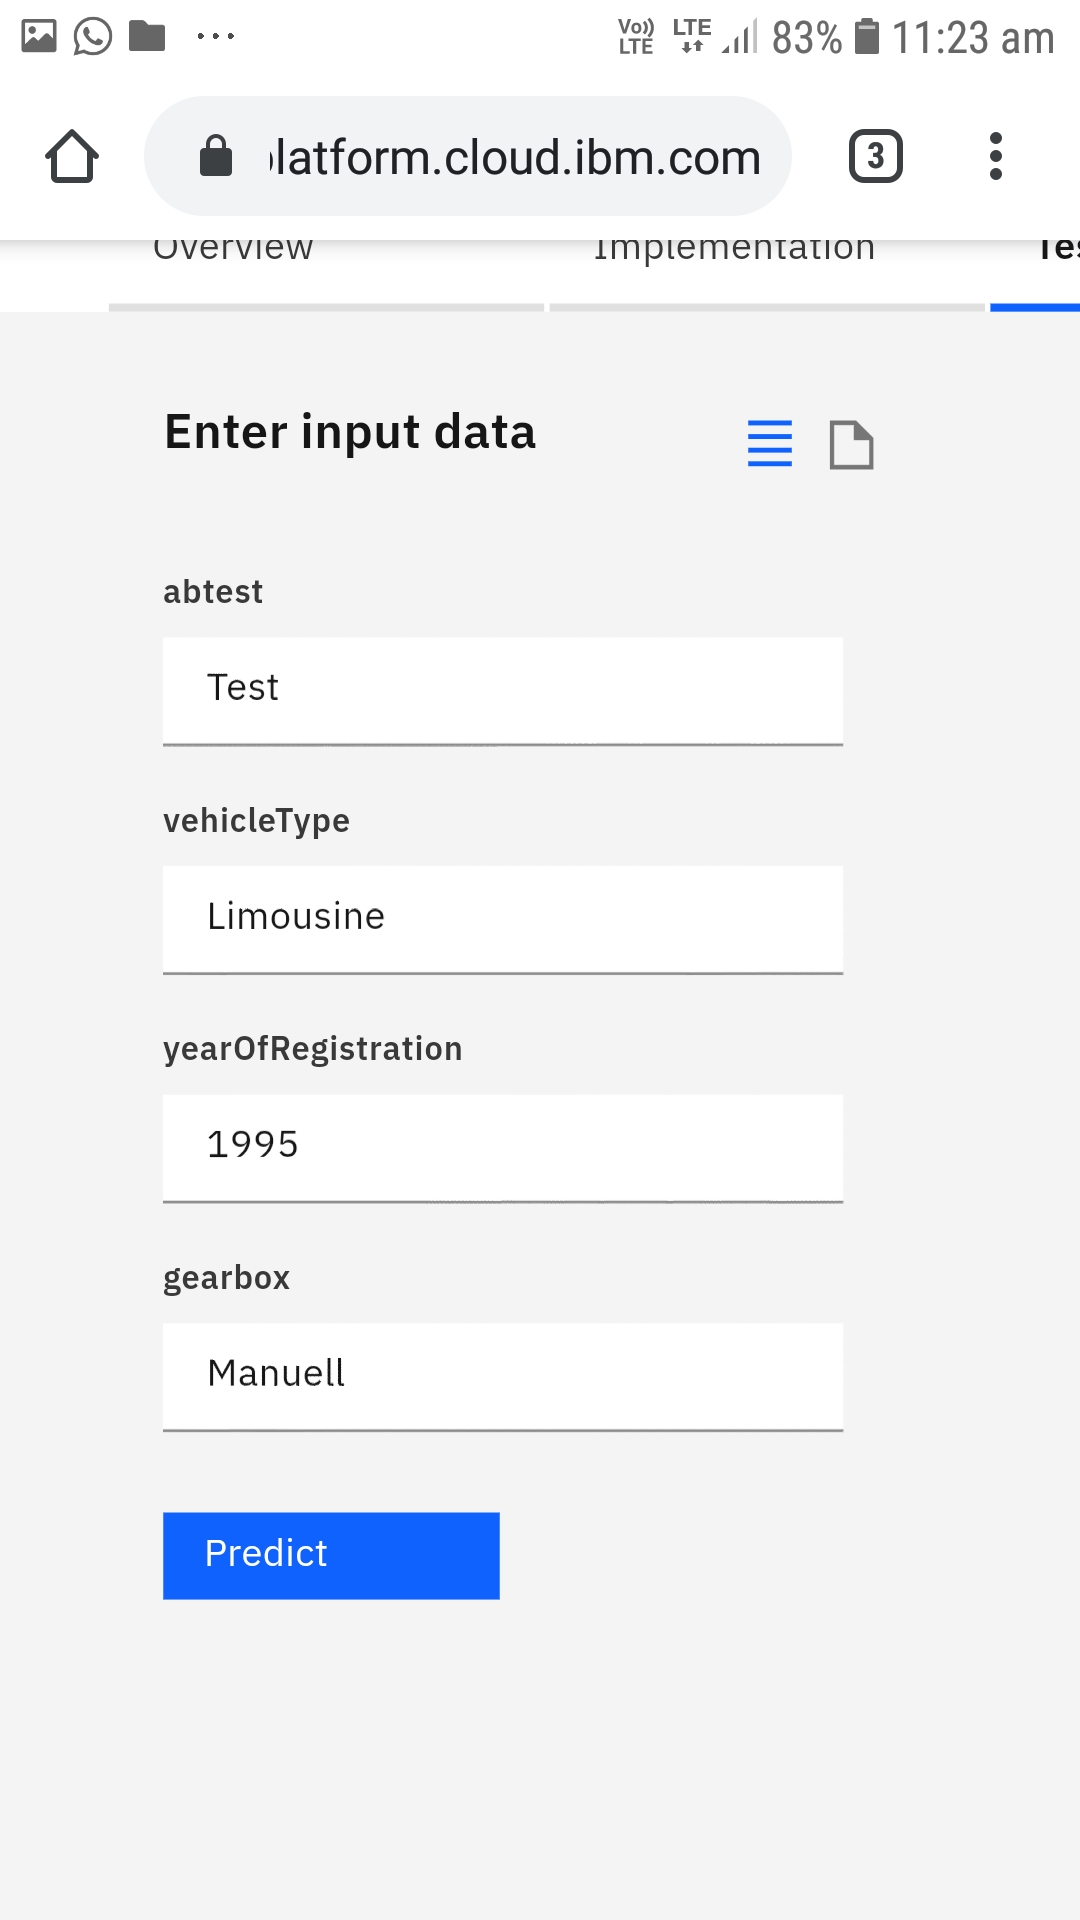 Vo)) LTE LTE 83% 11:23 am
latform.cloud.ibm.com 3
Overview Implementation Tes
Enter input data
abtest
Test
vehicleType
Limousine
yearOfRegistration
1995
gearbox
Manuell
Predict